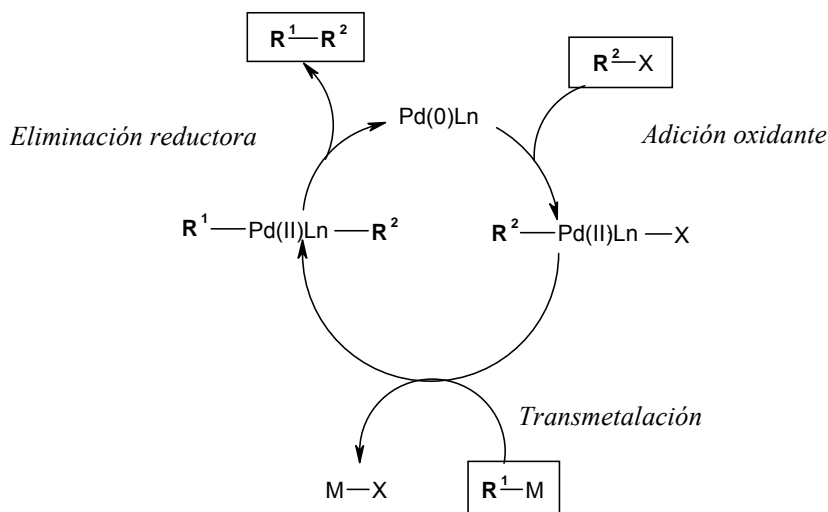 R¹—R²
R²—X
Pd(0)Ln
Eliminación reductora
Adición oxidante
R¹—Pd(II)Ln—R²
R²—Pd(II)Ln—X
Transmetalación
M—X
R¹—M